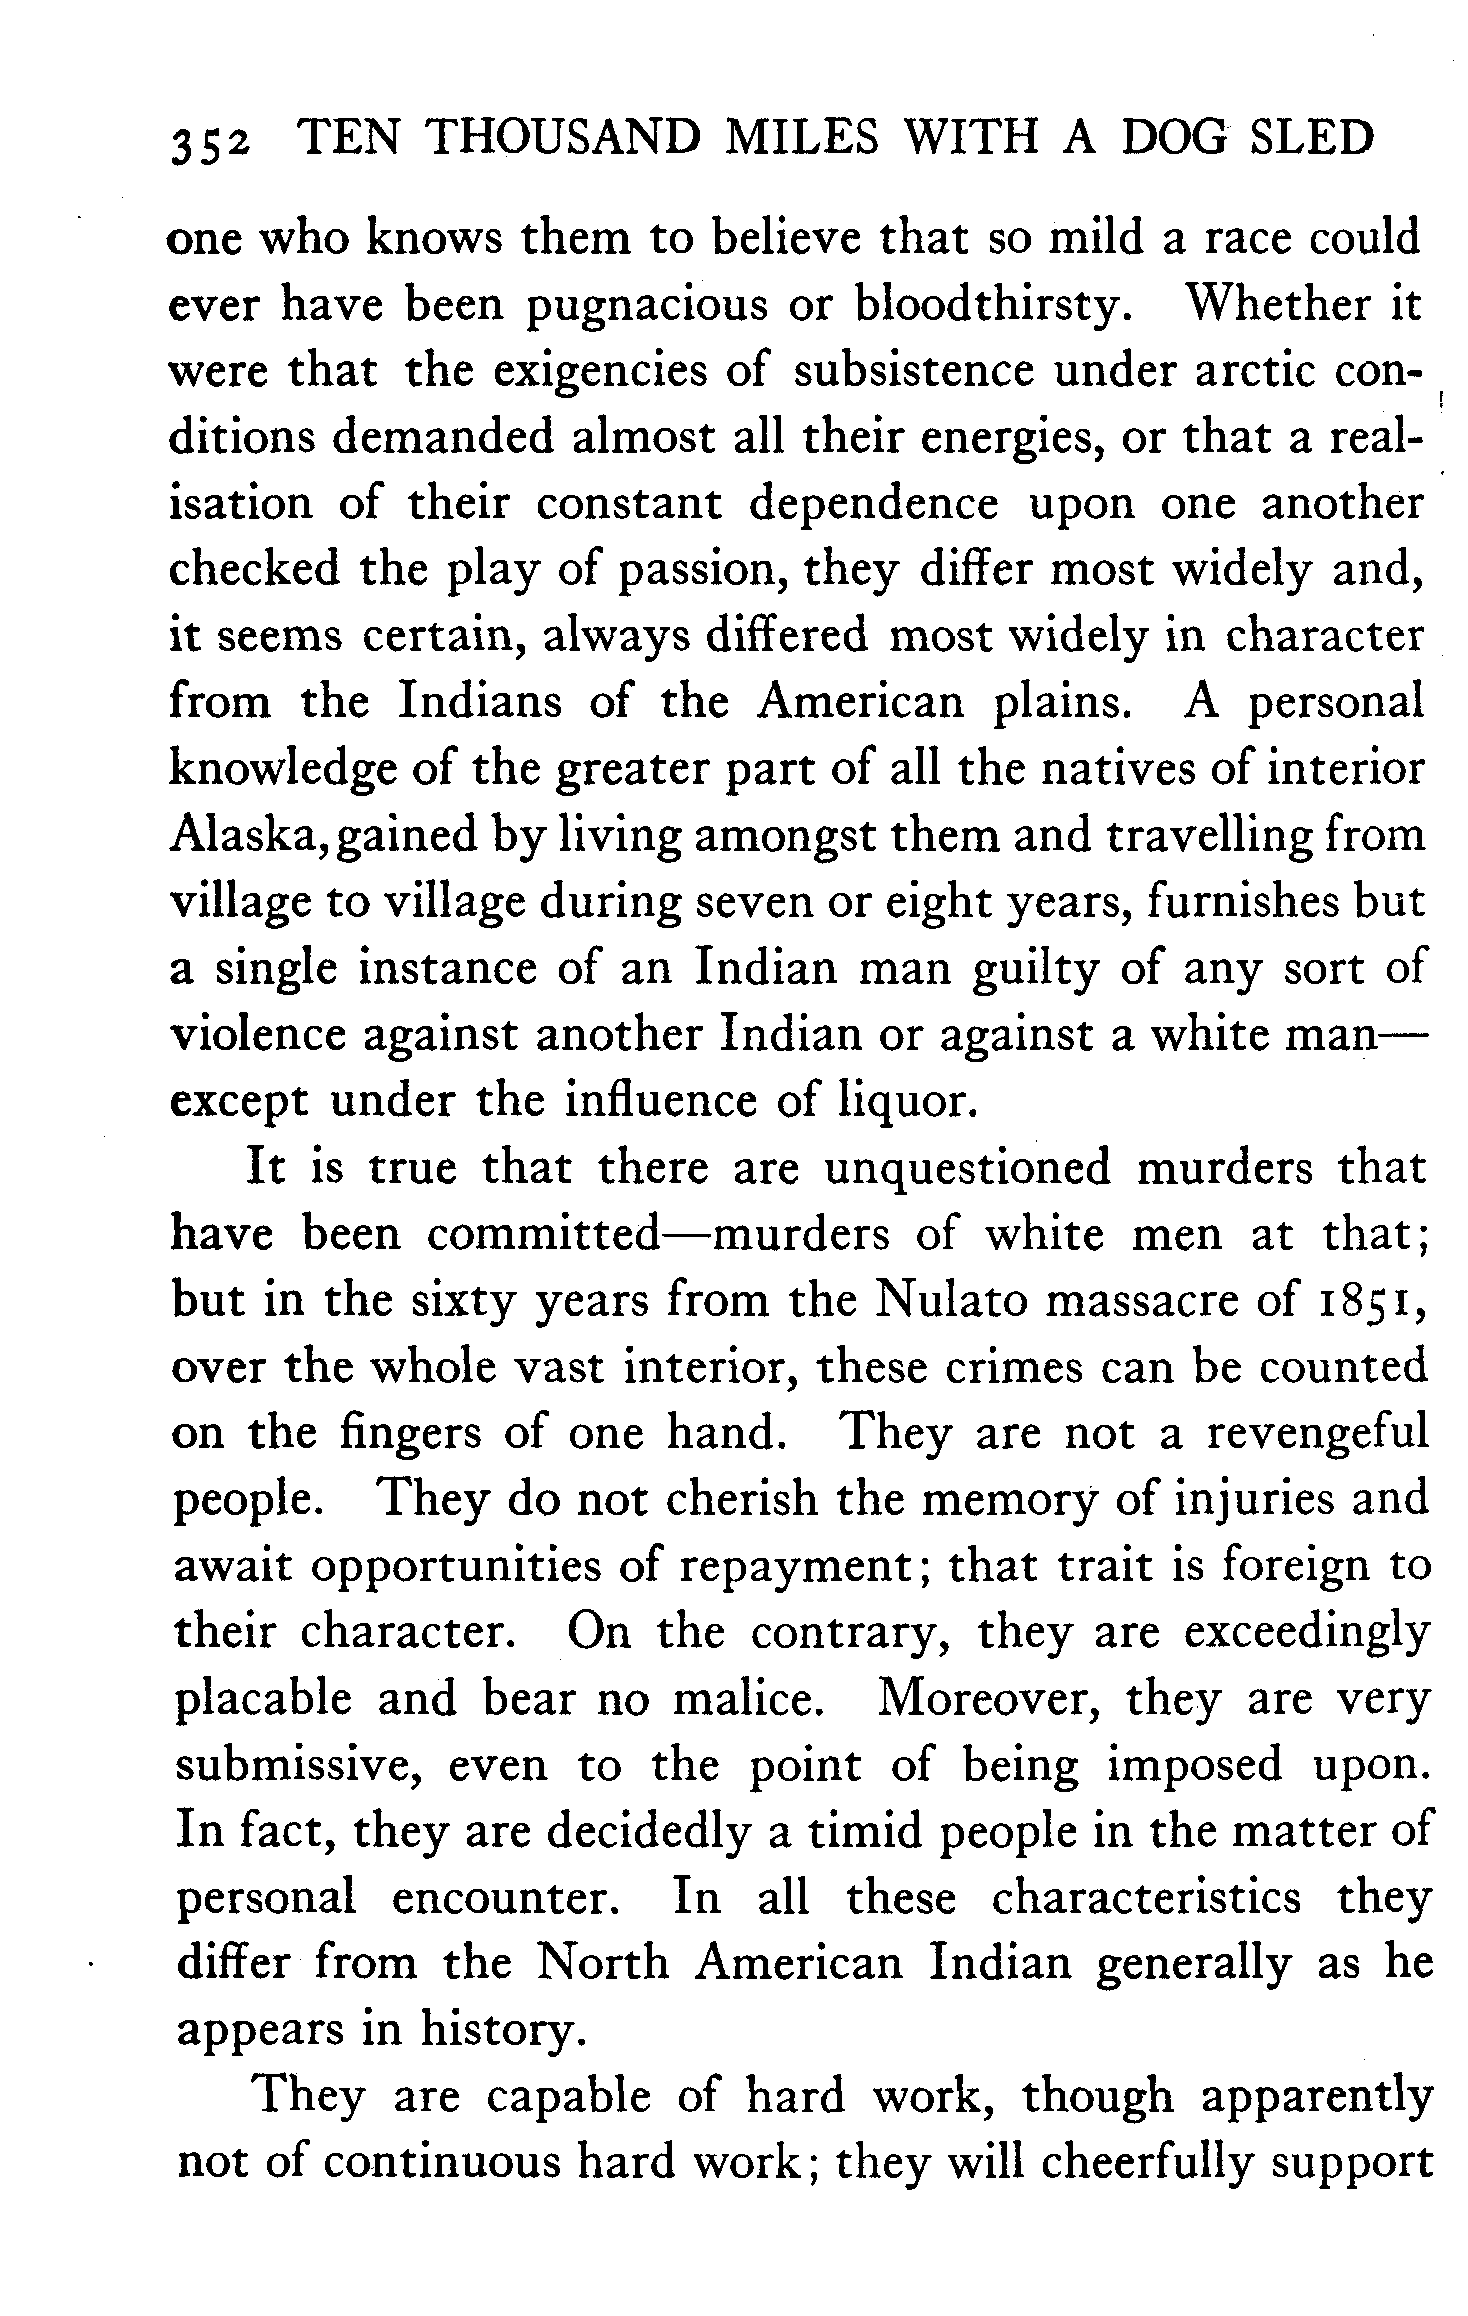 352 TEN THOUSAND MILES WITH A DOG SLED
one who knows them to believe that so mild a race could
ever have been pugnacious or bloodthirsty. Whether it
were that the exigencies of subsistence under arctic con-
ditions demanded almost all their energies, or that a real-
isation of their constant dependence upon one another
checked the play of passion, they differ most widely and,
it seems certain, always differed most widely in character
from the Indians of the American plains. A personal
knowledge of the greater part of all the natives of interior
Alaska, gained by living amongst them and travelling from
village to village during seven or eight years, furnishes but
a single instance of an Indian man guilty of any sort of
violence against another Indian or against a white man—
except under the influence of liquor.
It is true that there are unquestioned murders that
have been committed—murders of white men at that;
but in the sixty years from the Nulato massacre of 1851,
over the whole vast interior, these crimes can be counted
on the fingers of one hand. They are not a revengeful
people. They do not cherish the memory of injuries and
await opportunities of repayment; that trait is foreign to
their character. On the contrary, they are exceedingly
placable and bear no malice. Moreover, they are very
submissive, even to the point of being imposed upon.
In fact, they are decidedly a timid people in the matter of
personal encounter. In all these characteristics they
differ from the North American Indian generally as he
appears in history.
They are capable of hard work, though apparently
not of continuous hard work; they will cheerfully support